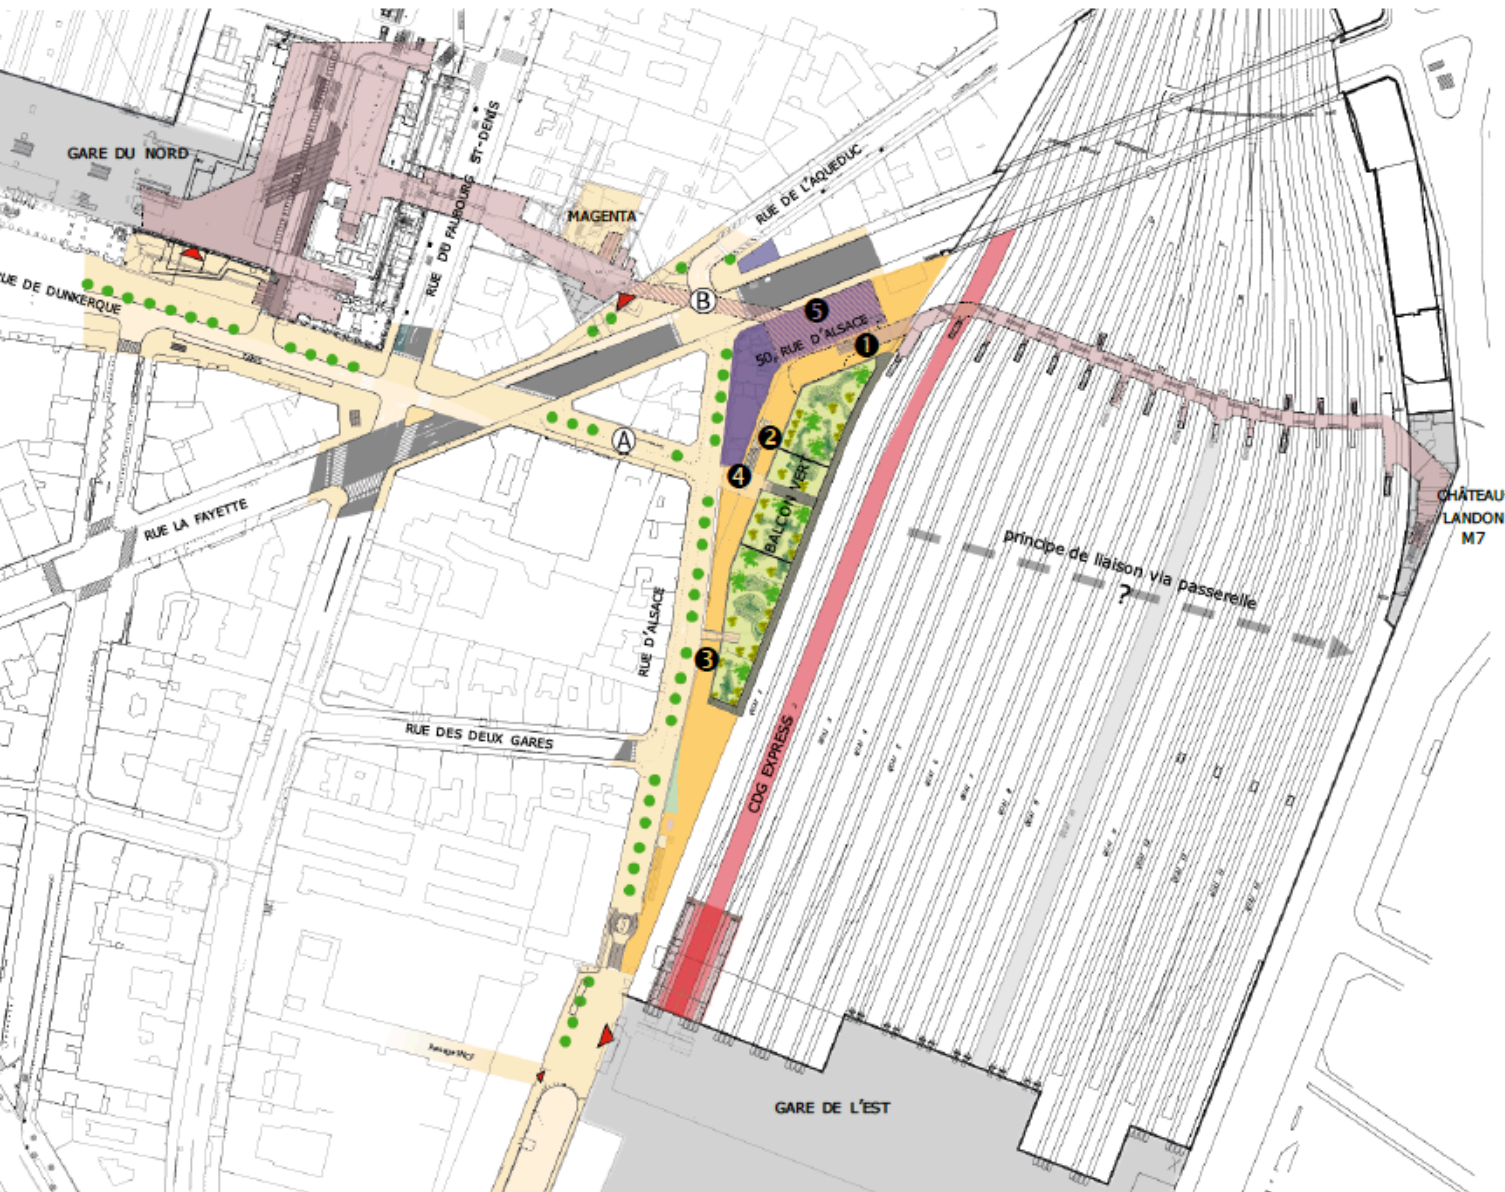 GARE DU NORD
RUE DU FAUBOURG ST-DENIS
MAGENTA
RUE DE L'AQUEDUC
UE DE DUNKERQUE
B
5
50, RUE D'ALSACE
1
A
2
4
BALCON VERT
RUE LA FAYETTE
CHÂTEAU
LANDON
M7
principe de liaison via passerelle
?
RUE D'ALSACE
3
RUE DES DEUX GARES
CDG EXPRESS
GARE DE L'EST